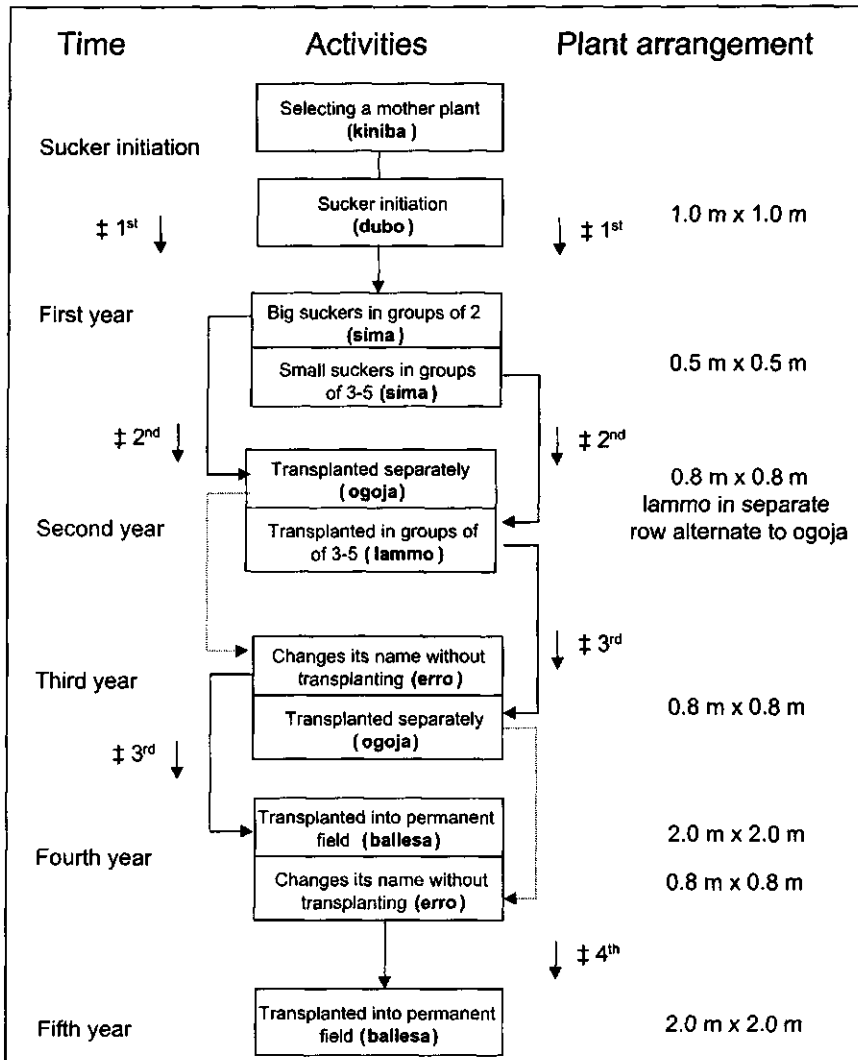 Time Activities Plant arrangement
Selecting a mother plant
(kiniba)
Sucker initiation
Sucker initiation
(dubo)
1.0 m x 1.0 m
‡ 1st
‡ 1st
First year
Big suckers in groups of 2
(sima)
Small suckers in groups
of 3-5 (sima)
0.5 m x 0.5 m
‡ 2nd
‡ 2nd
Transplanted separately
(ogoja)
0.8 m x 0.8 m
lammo in separate
row alternate to ogoja
Second year
Transplanted in groups of
of 3-5 (lammo)
‡ 3rd
Changes its name without
transplanting (erro)
Third year
Transplanted separately
(ogoja)
0.8 m x 0.8 m
‡ 3rd
Transplanted into permanent
field (ballesa)
2.0 m x 2.0 m
Fourth year
Changes its name without
transplanting (erro)
0.8 m x 0.8 m
‡ 4th
Fifth year
Transplanted into permanent
field (ballesa)
2.0 m x 2.0 m